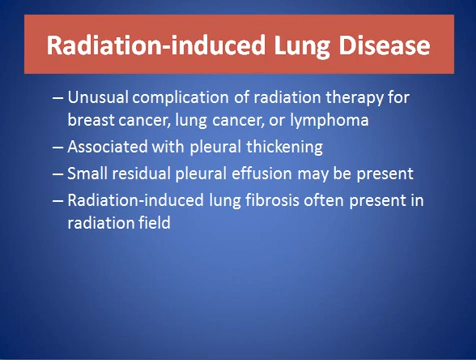 Radiation-induced Lung Disease
– Unusual complication of radiation therapy for
breast cancer, lung cancer, or lymphoma
– Associated with pleural thickening
– Small residual pleural effusion may be present
– Radiation-induced lung fibrosis often present in
radiation field